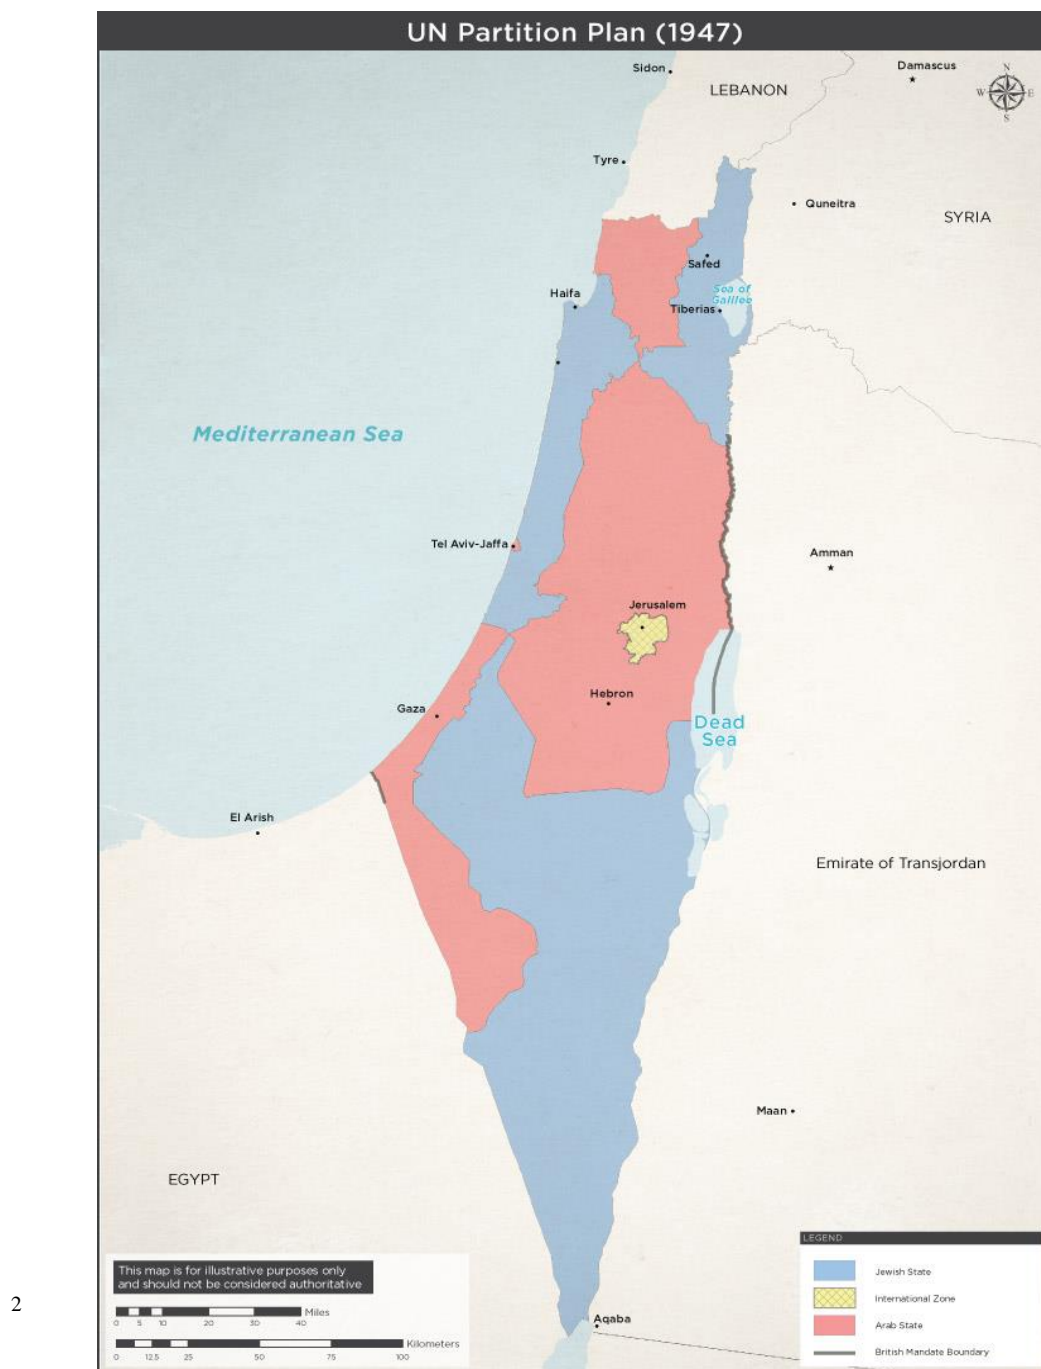 UN Partition Plan (1947)
Sidon
Damascus
LEBANON
N
W
E
S
Tyre
Quneitra
SYRIA
Safed
Sea of
Galilee
Haifa
Tiberias
Mediterranean Sea
Tel Aviv-Jaffa
Amman
Jerusalem
Hebron
Gaza
Dead
Sea
El Arish
Emirate of Transjordan
Maan
EGYPT
LEGEND
Jewish State
International Zone
Arab State
British Mandate Boundary
This map is for illustrative purposes only
and should not be considered authoritative
Miles
0 5 10 20 30 40
Kilometers
0 12.5 25 50 75 100
Aqaba
2